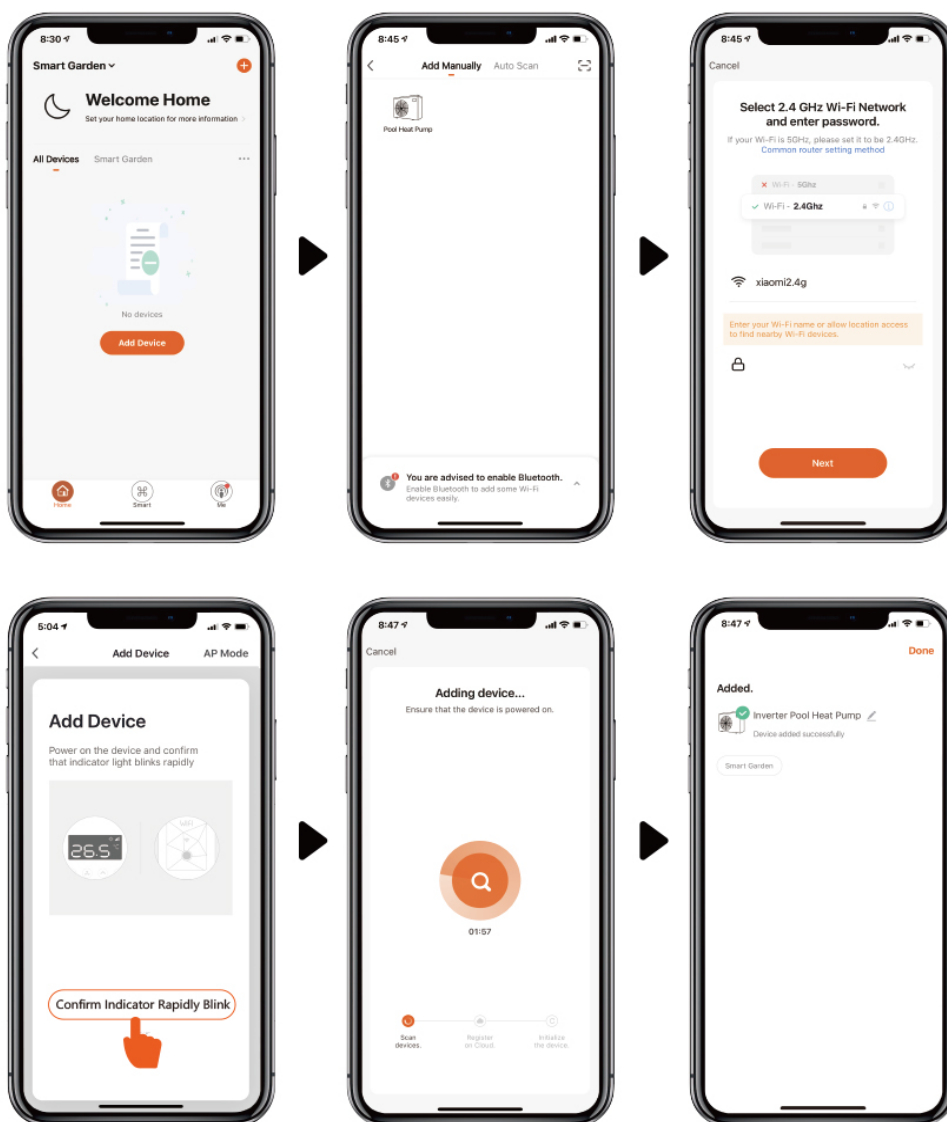 8:30
Smart Garden
Welcome Home
Set your home location for more information
All Devices Smart Garden
No devices
Add Device
Home Smart Me
8:45
Add Manually Auto Scan
Pool Heat Pump
You are advised to enable Bluetooth.
Enable Bluetooth to add some Wi-Fi
devices easily.
8:45
Cancel
Select 2.4 GHz Wi-Fi Network
and enter password.
If your Wi-Fi is 5GHz, please set it to be 2.4GHz.
Common router setting method
Wi-Fi - 5Ghz
Wi-Fi - 2.4Ghz
xiaomi2.4g
Enter your Wi-Fi name or allow location access
to find nearby Wi-Fi devices.
Next
5:04
Add Device AP Mode
Add Device
Power on the device and confirm
that indicator light blinks rapidly
26.5
WiFi
Confirm Indicator Rapidly Blink
8:47
Cancel
Adding device...
Ensure that the device is powered on.
01:57
Scan
devices.
Register
on Cloud.
Initialize
the device.
8:47
Done
Added.
Inverter Pool Heat Pump
Device added successfully
Smart Garden